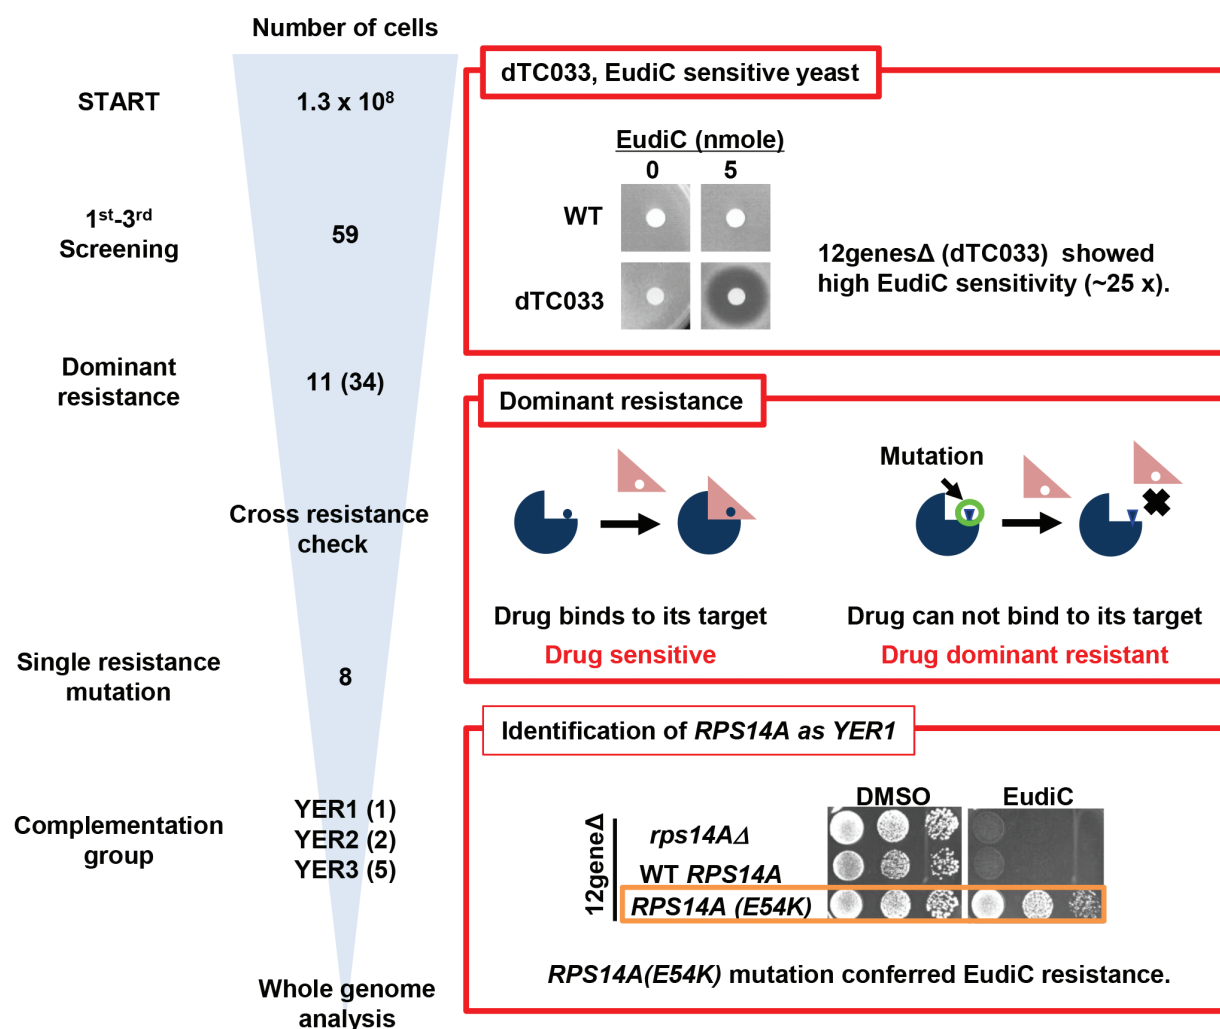 Number of cells
START
1.3 x 10⁸
1st-3rd
Screening
59
Dominant
resistance
11 (34)
Cross resistance
check
Single resistance
mutation
8
Complementation
group
YER1 (1)
YER2 (2)
YER3 (5)
Whole genome
analysis
dTC033, EudiC sensitive yeast
EudiC (nmole)
0 5
WT
dTC033
12genesΔ (dTC033) showed
high EudiC sensitivity (~25 x).
Dominant resistance
Mutation
Drug binds to its target
Drug sensitive
Drug can not bind to its target
Drug dominant resistant
Identification of RPS14A as YER1
DMSO EudiC
12geneΔ
rps14AΔ
WT RPS14A
RPS14A (E54K)
RPS14A(E54K) mutation conferred EudiC resistance.